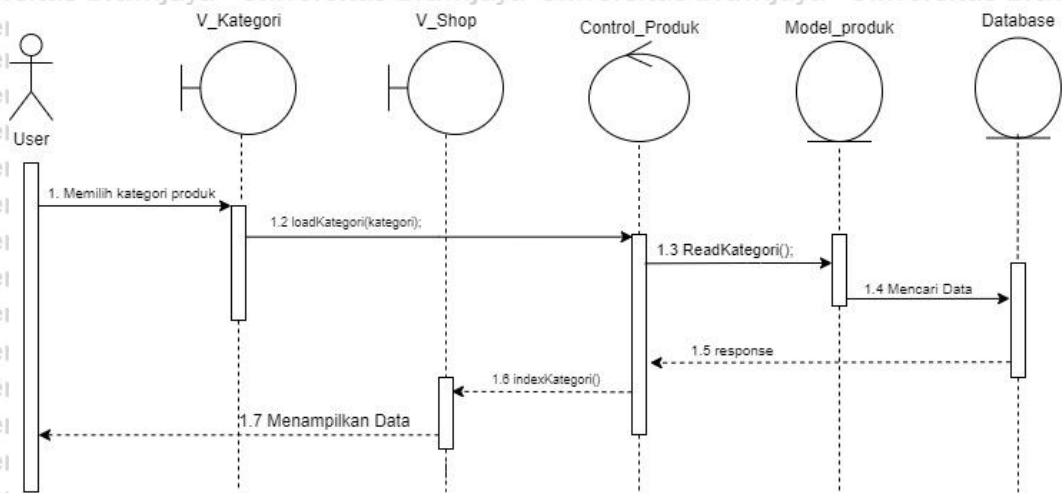 V_Kategori
V_Shop
Control_Produk
Model_produk
Database
User
1. Memilih kategori produk
1.2 loadKategori(kategori);
1.3 ReadKategori();
1.4 Mencari Data
1.5 response
1.6 indexKategori()
1.7 Menampilkan Data